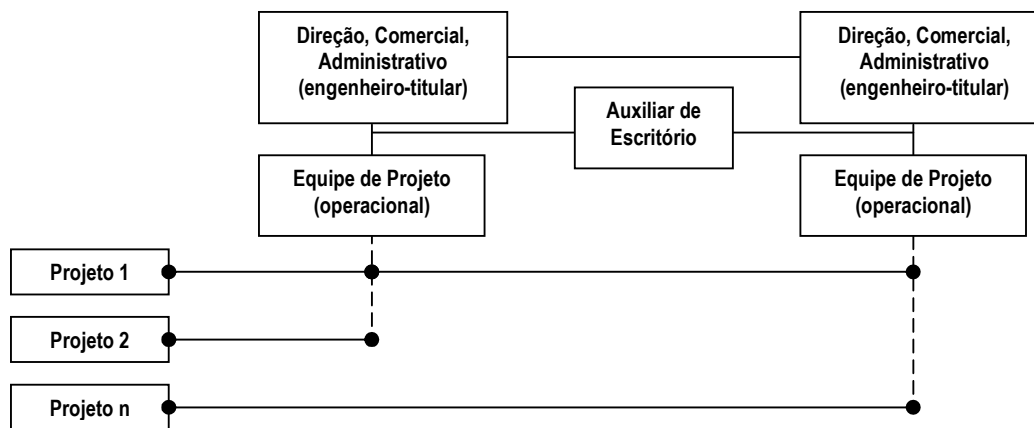 Direção, Comercial,
Administrativo
(engenheiro-titular)
Direção, Comercial,
Administrativo
(engenheiro-titular)
Auxiliar de
Escritório
Equipe de Projeto
(operacional)
Equipe de Projeto
(operacional)
Projeto 1
Projeto 2
Projeto n